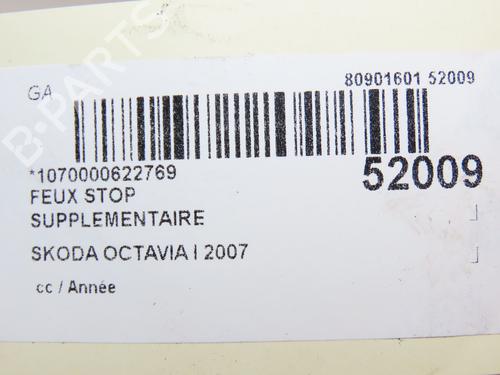 GA
80901601 52009
*1070000622769
52009
FEUX STOP
SUPPLEMENTAIRE
SKODA OCTAVIA I 2007
cc / Année
B-PARTS